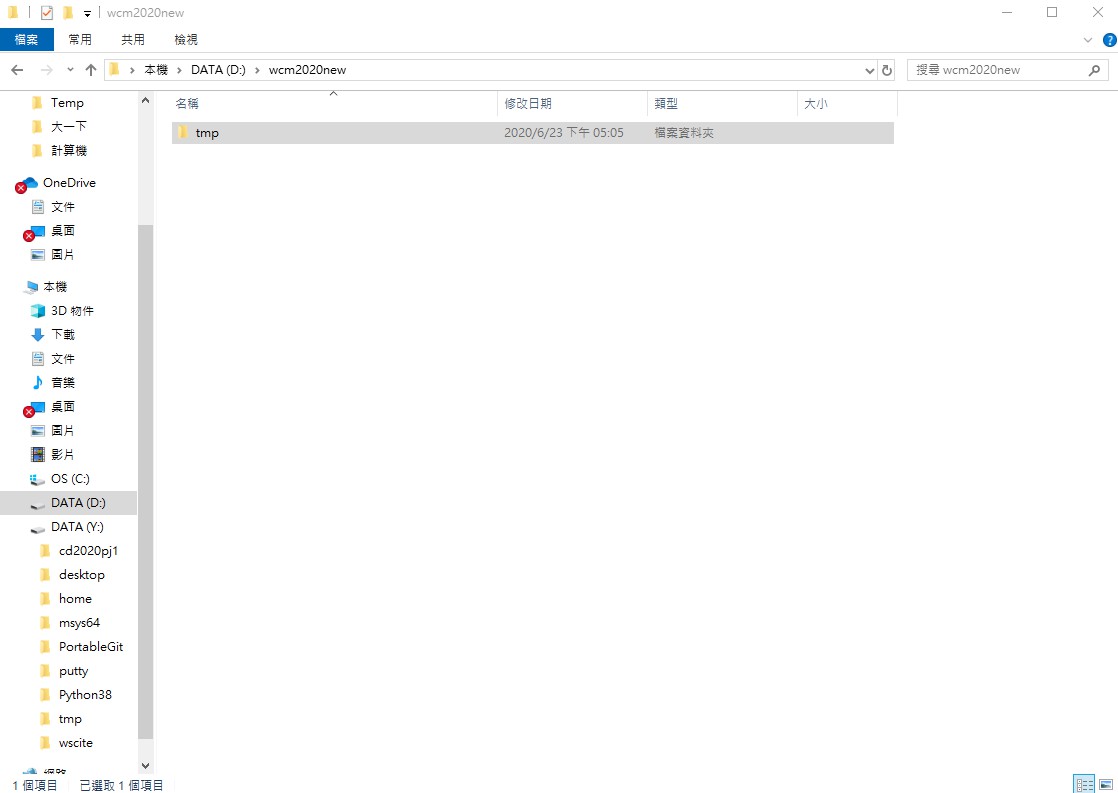 wcm2020new
檔案 常用 共用 檢視
本機 DATA (D:) wcm2020new 搜尋 wcm2020new
名稱 修改日期 類型 大小
tmp 2020/6/23 下午 05:05 檔案資料夾
Temp
大一下
計算機
OneDrive
文件
桌面
圖片
本機
3D 物件
下載
文件
音樂
桌面
圖片
影片
OS (C:)
DATA (D:)
DATA (Y:)
cd2020pj1
desktop
home
msys64
PortableGit
putty
Python38
tmp
wscite
網路
1 個項目 已選取 1 個項目